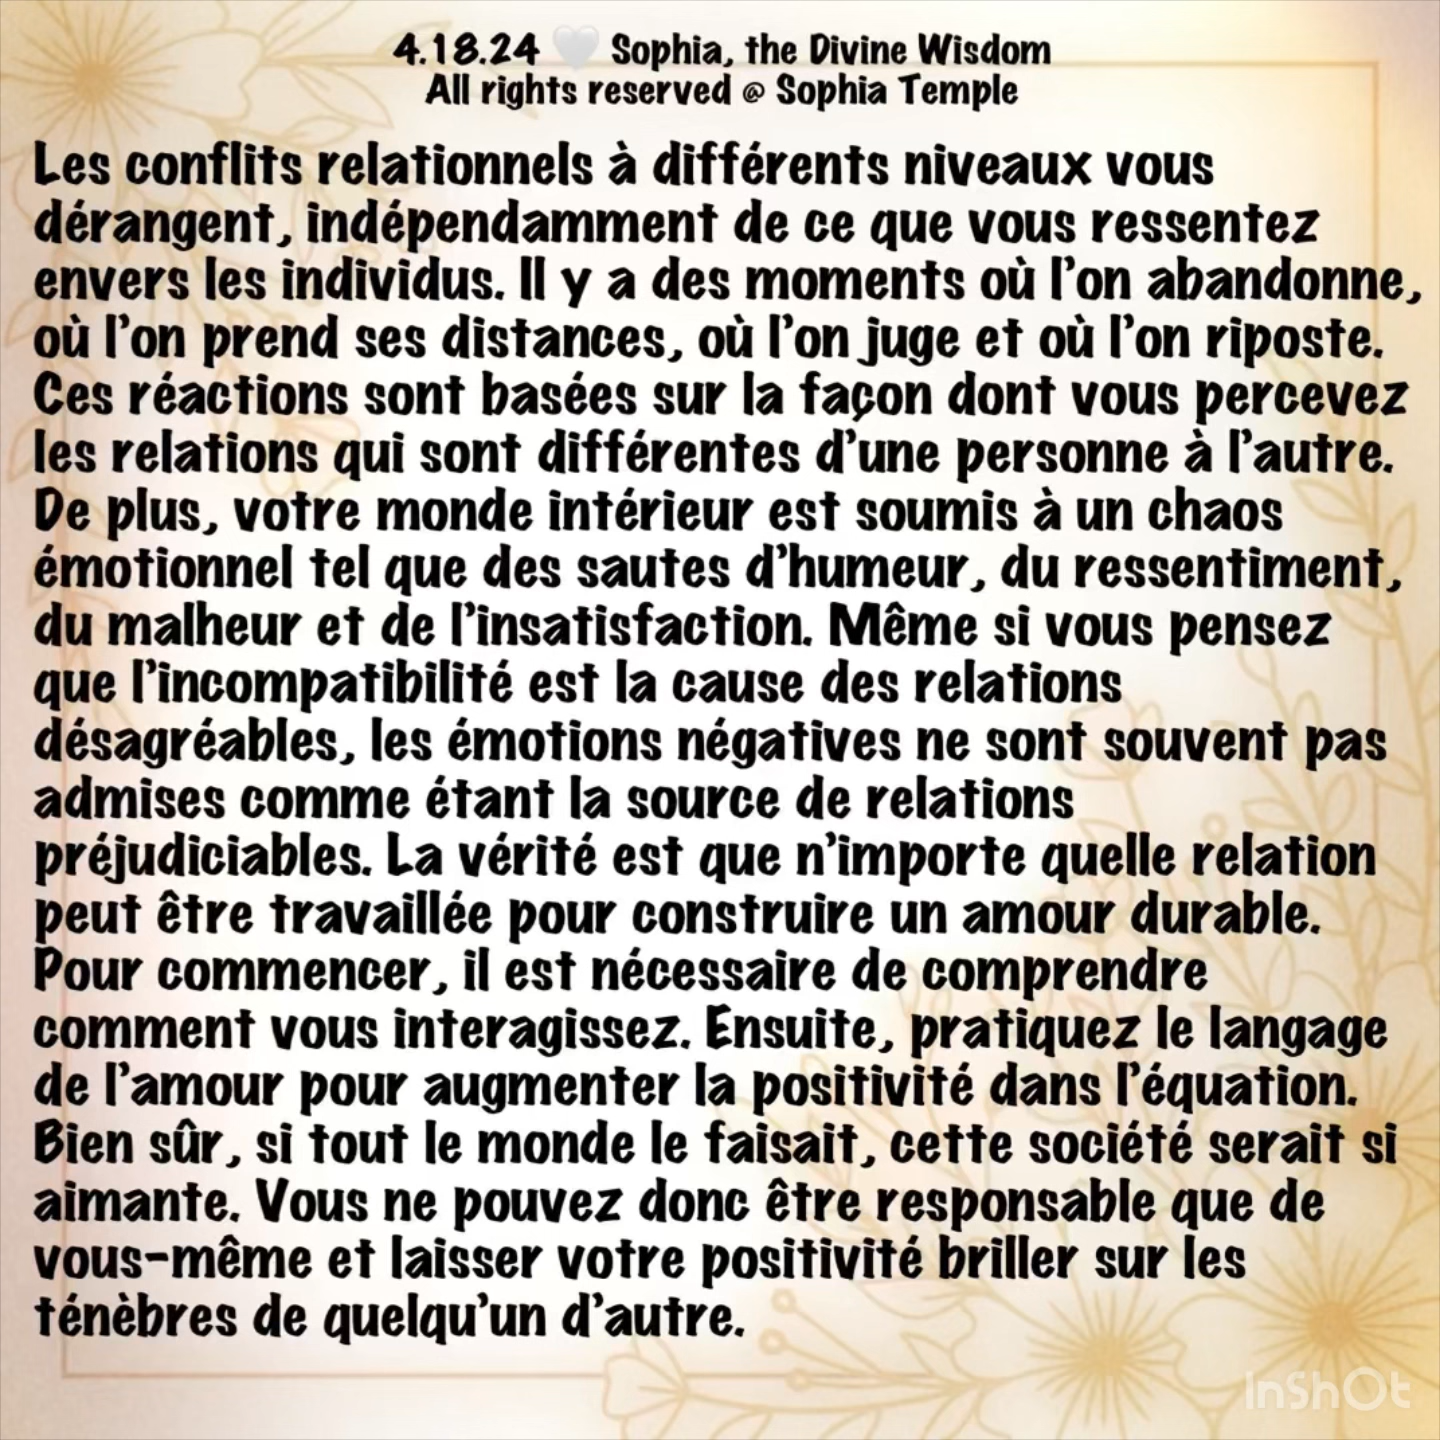 4.18.24 🤍 Sophia, the Divine Wisdom
All rights reserved @ Sophia Temple
Les conflits relationnels à différents niveaux vous
dérangent, indépendamment de ce que vous ressentez
envers les individus. Il y a des moments où l'on abandonne,
où l'on prend ses distances, où l'on juge et où l'on riposte.
Ces réactions sont basées sur la façon dont vous percevez
les relations qui sont différentes d'une personne à l'autre.
De plus, votre monde intérieur est soumis à un chaos
émotionnel tel que des sautes d'humeur, du ressentiment,
du malheur et de l'insatisfaction. Même si vous pensez
que l'incompatibilité est la cause des relations
désagréables, les émotions négatives ne sont souvent pas
admises comme étant la source de relations
préjudiciables. La vérité est que n'importe quelle relation
peut être travaillée pour construire un amour durable.
Pour commencer, il est nécessaire de comprendre
comment vous interagissez. Ensuite, pratiquez le langage
de l'amour pour augmenter la positivité dans l'équation.
Bien sûr, si tout le monde le faisait, cette société serait si
aimante. Vous ne pouvez donc être responsable que de
vous-même et laisser votre positivité briller sur les
ténèbres de quelqu'un d'autre.
InShOt